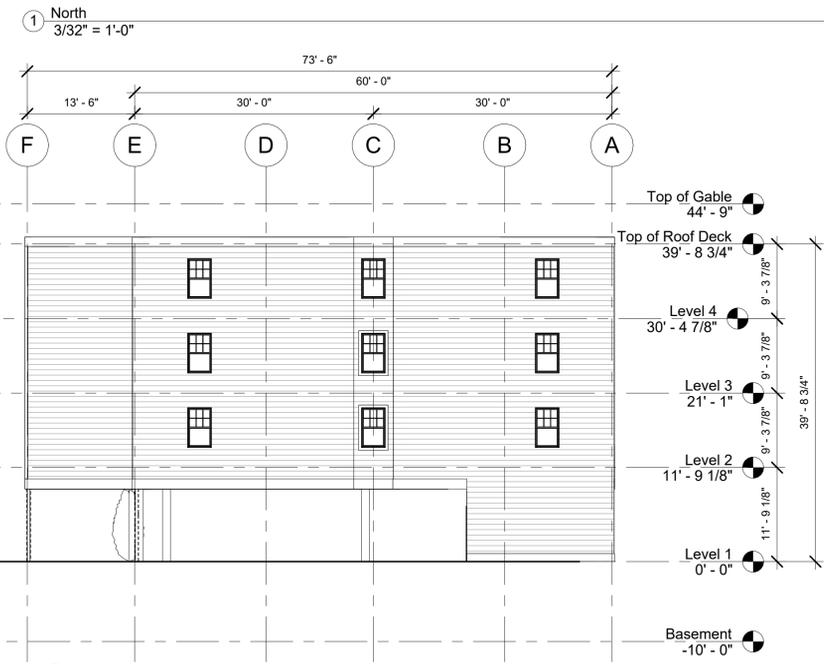 1 North
3/32" = 1'-0"
73' - 6"
60' - 0"
13' - 6" 30' - 0" 30' - 0"
F E D C B A
Top of Gable
44' - 9"
Top of Roof Deck
39' - 8 3/4"
9' - 3 7/8"
Level 4
30' - 4 7/8"
9' - 3 7/8"
39' - 8 3/4"
Level 3
21' - 1"
9' - 3 7/8"
Level 2
11' - 9 1/8"
11' - 9 1/8"
Level 1
0' - 0"
Basement
-10' - 0"